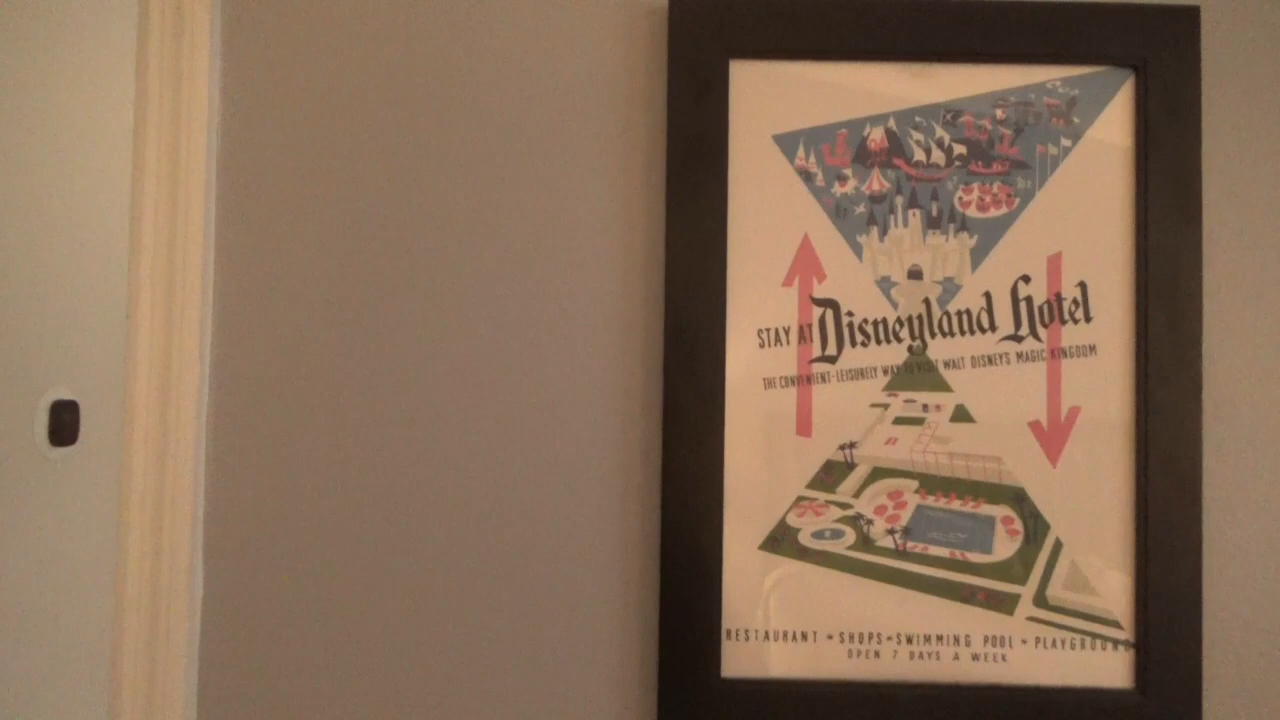 STAY AT Disneyland Hotel
THE CONVENIENT-LEISURELY WAY TO VISIT WALT DISNEY'S MAGIC KINGDOM
RESTAURANT - SHOPS - SWIMMING POOL - PLAYGROUND
OPEN 7 DAYS A WEEK